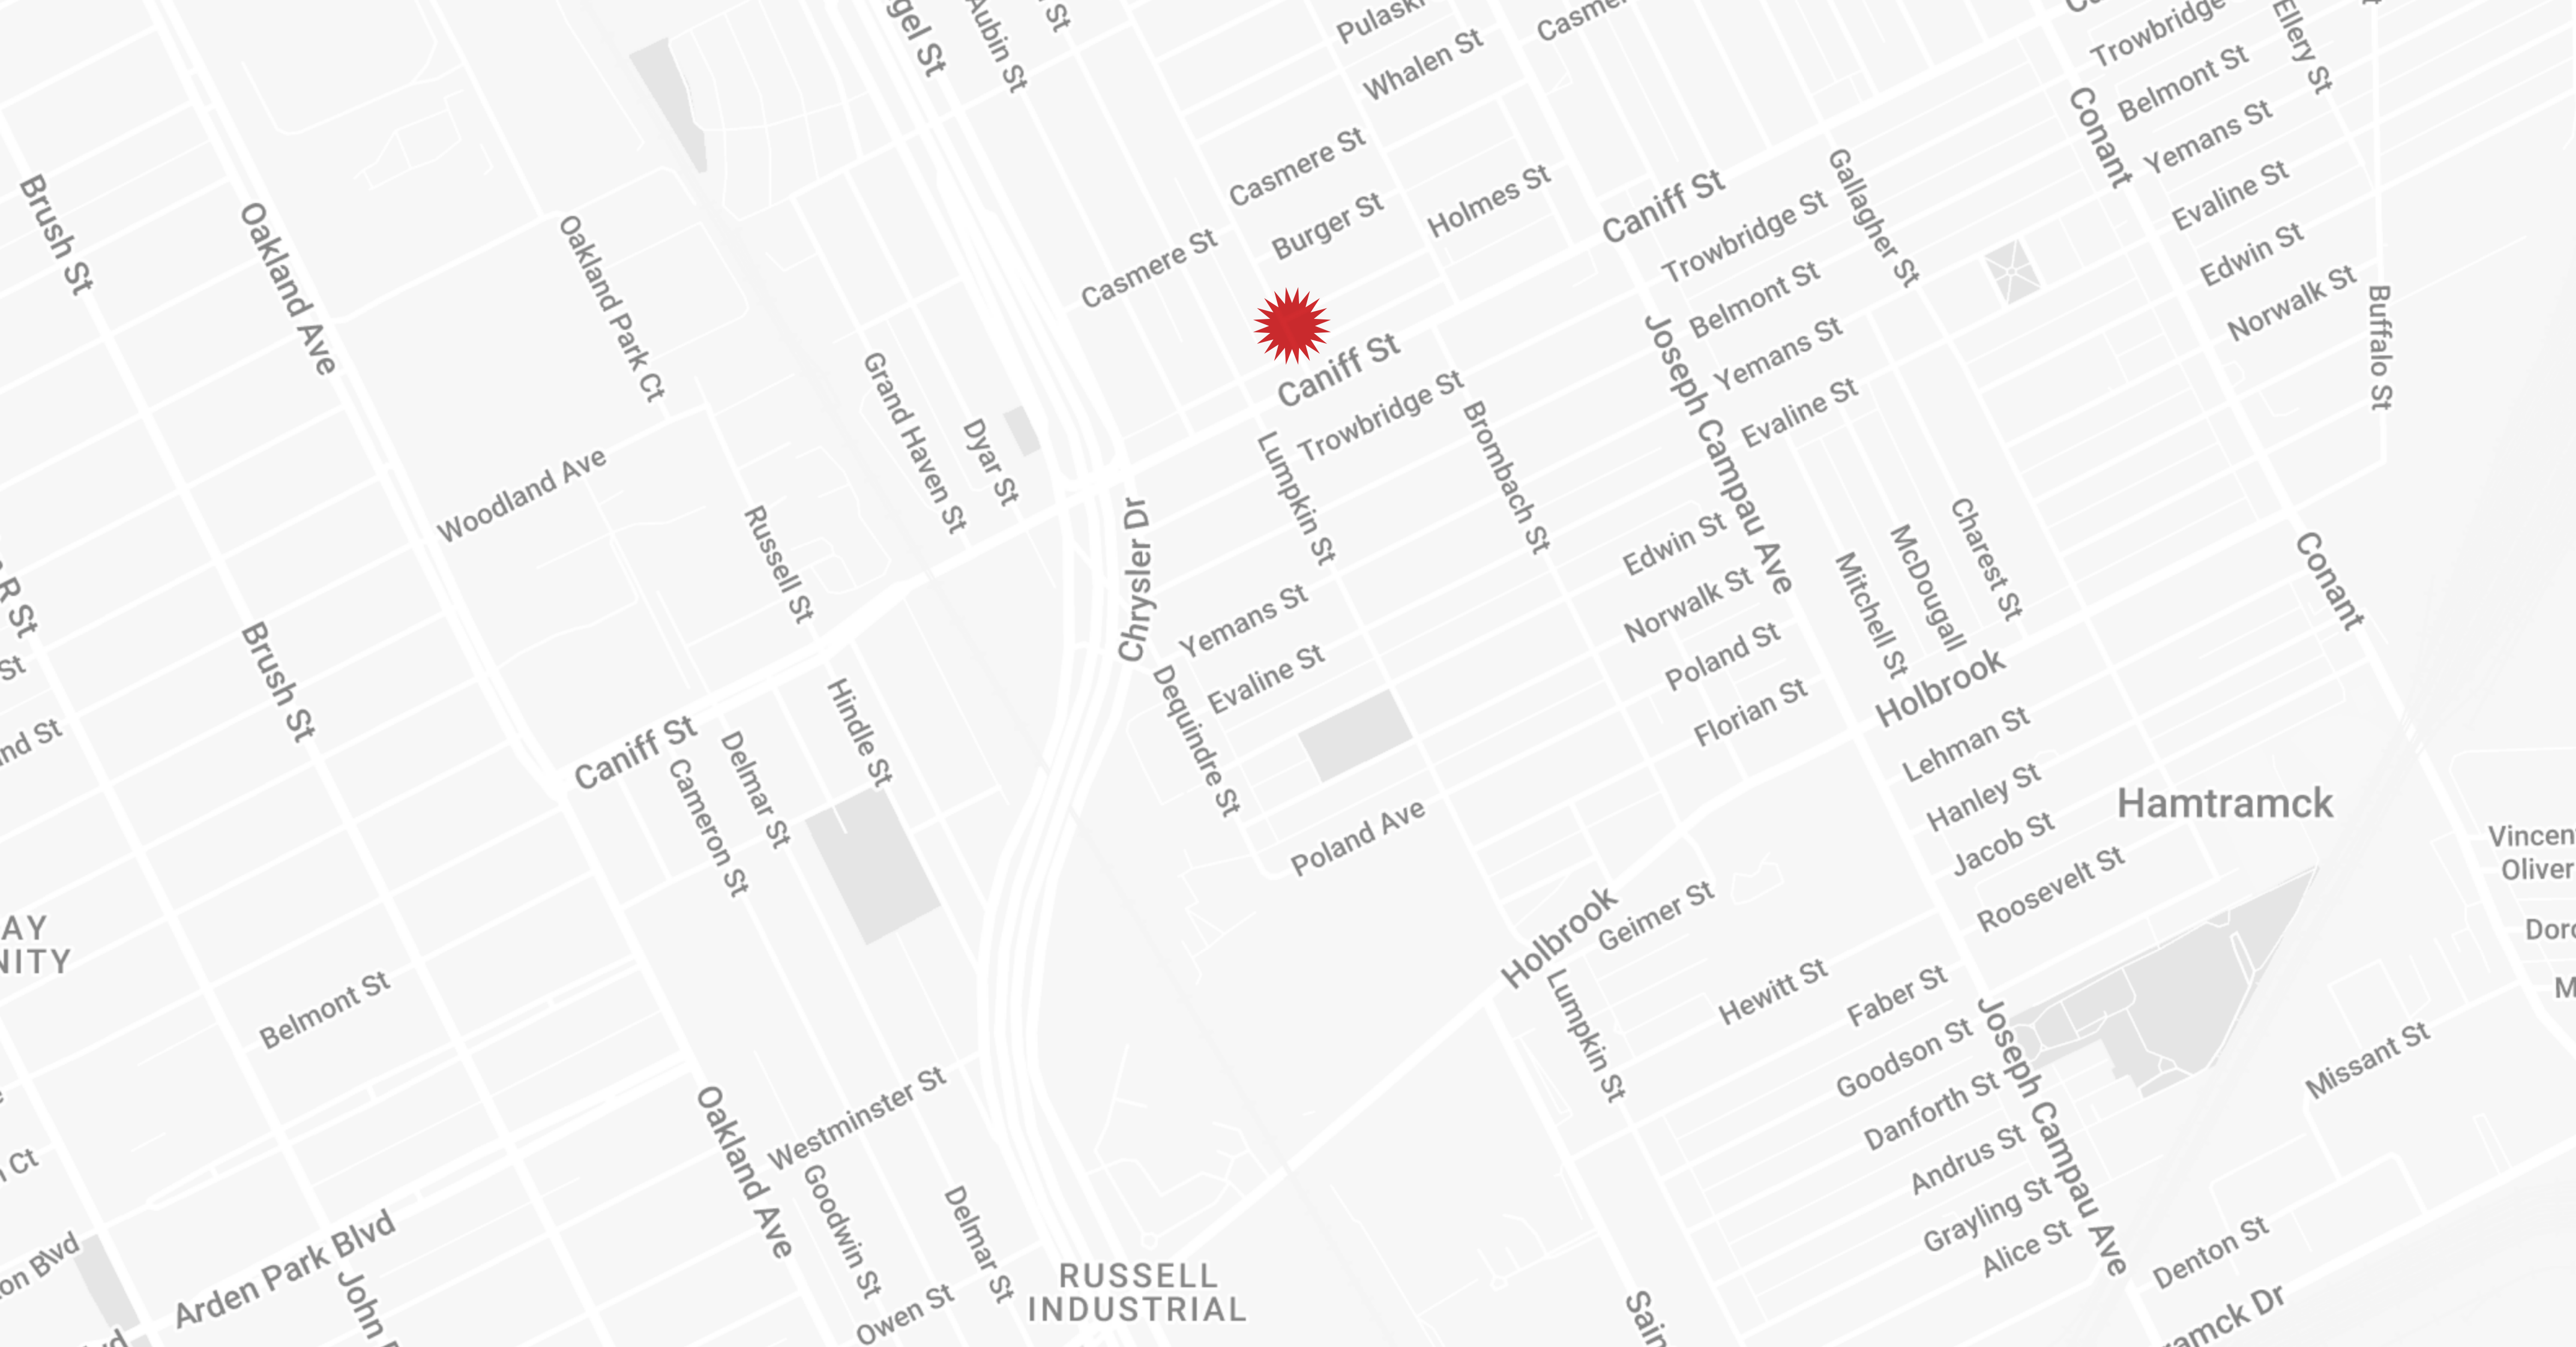 Aubin St
Whalen St
Trowbridge
Belmont St
Yemans St
Ellery St
Conant
Evaline St
Edwin St
Norwalk St
Buffalo St
Brush St
Oakland Ave
Oakland Park Ct
Casmere St
Casmere St
Burger St
Holmes St
Caniff St
Trowbridge St
Gallagher St
Belmont St
Yemans St
Evaline St
Joseph Campau Ave
Caniff St
Trowbridge St
Brombach St
Lumpkin St
Grand Haven St
Dyar St
Woodland Ave
Russell St
Chrysler Dr
Yemans St
Evaline St
Dequindre St
Edwin St
Norwalk St
Poland St
Florian St
Mitchell St
McDougall
Charest St
Conant
Holbrook
Brush St
Hindle St
Caniff St
Delmar St
Cameron St
Poland Ave
Lehman St
Hanley St
Jacob St
Roosevelt St
Hamtramck
Holbrook
Geimer St
Lumpkin St
Hewitt St
Faber St
Goodson St
Danforth St
Andrus St
Grayling St
Alice St
Joseph Campau Ave
Missant St
Denton St
Belmont St
Oakland Ave
Westminster St
Goodwin St
Delmar St
Owen St
Arden Park Blvd
John
RUSSELL
INDUSTRIAL